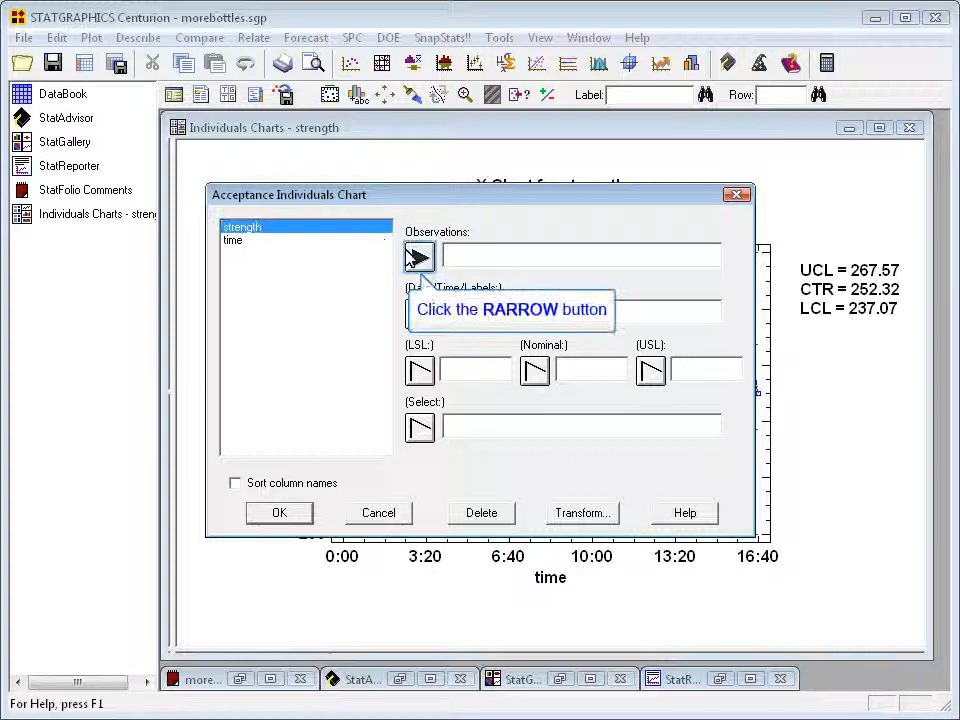 STATGRAPHICS Centurion - morebottles.sgp
File Edit Plot Describe Compare Relate Forecast SPC DOE SnapStats!! Tools View Window Help
Label: Row:
DataBook
StatAdvisor
StatGallery
StatReporter
StatFolio Comments
Individuals Charts - streng
Individuals Charts - strength
Acceptance Individuals Chart
strength
time
Observations:
(Date/Time/Labels:)
Click the RARROW button
(LSL:) (Nominal:) (USL):
(Select:)
Sort column names
OK Cancel Delete Transform... Help
UCL = 267.57
CTR = 252.32
LCL = 237.07
0:00 3:20 6:40 10:00 13:20 16:40
time
more... StatA... StatG... StatR...
For Help, press F1